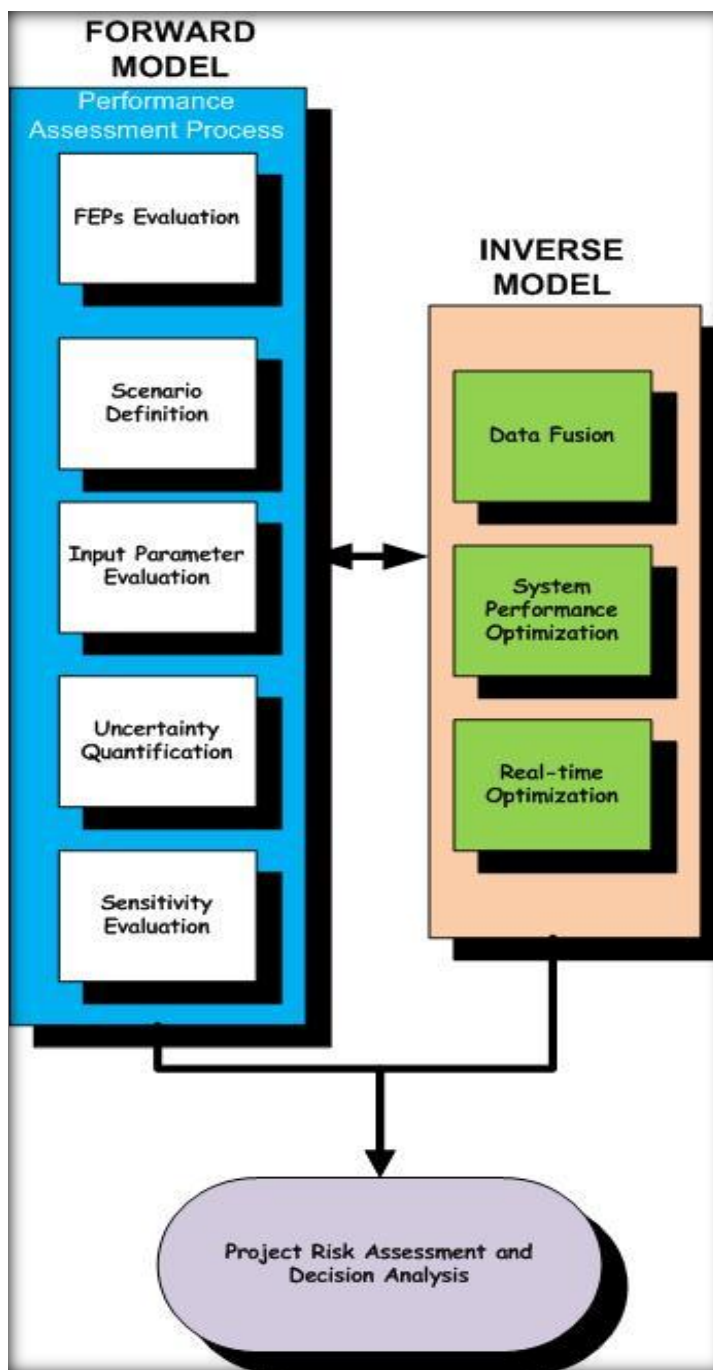 FORWARD
MODEL
Performance
Assessment Process
FEPs Evaluation
Scenario
Definition
Input Parameter
Evaluation
Uncertainty
Quantification
Sensitivity
Evaluation
INVERSE
MODEL
Data Fusion
System
Performance
Optimization
Real-time
Optimization
Project Risk Assessment and
Decision Analysis